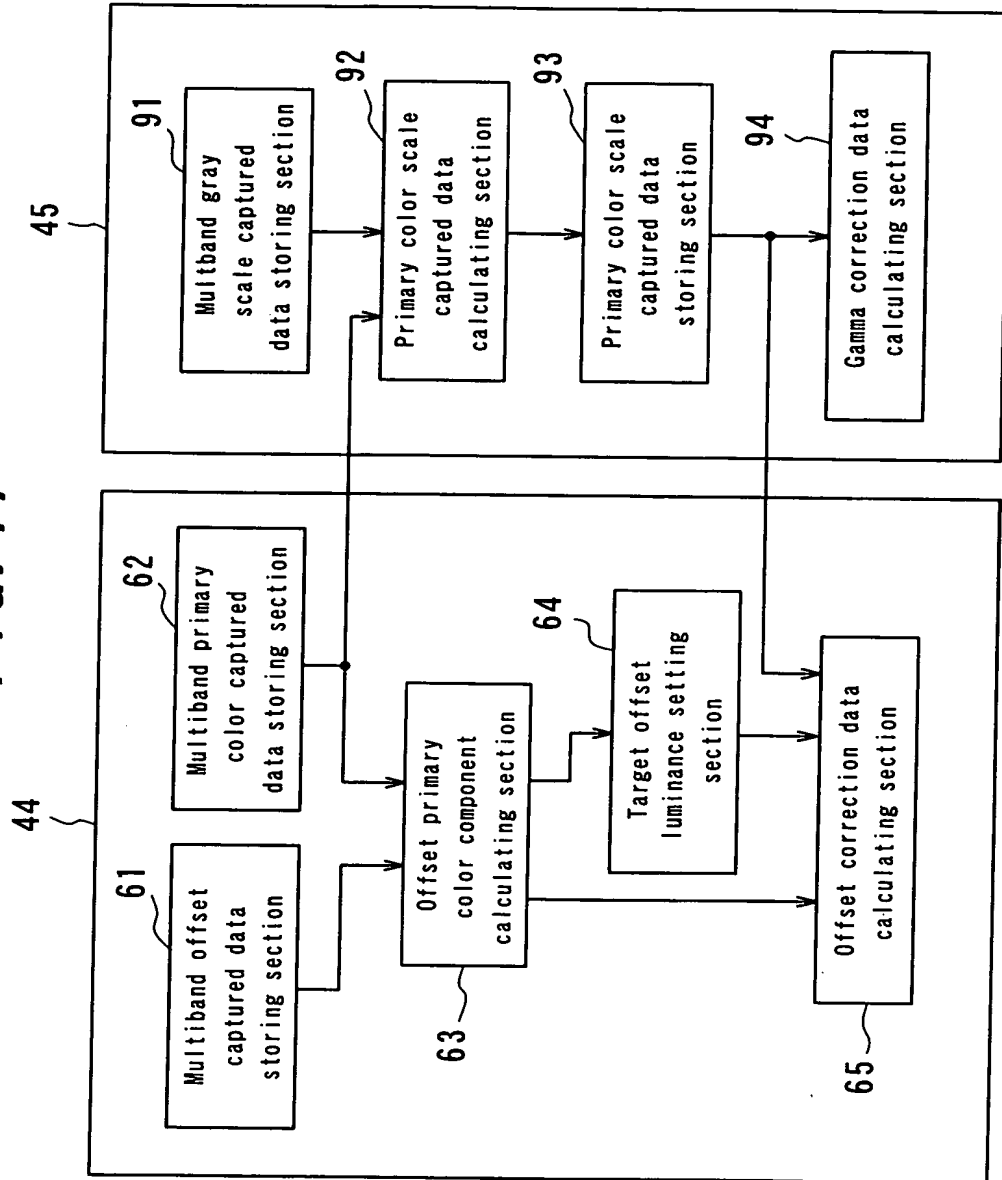 44
45
61
Multiband offset
captured data
storing section
62
Multiband primary
color captured
data storing section
91
Multband gray
scale captured
data storing section
92
Primary color scale
captured data
calculating section
63
Offset primary
color component
calculating section
64
Target offset
luminance setting
section
93
Primary color scale
captured data
storing section
65
Offset correction data
calculating section
94
Gamma correction data
calculating section